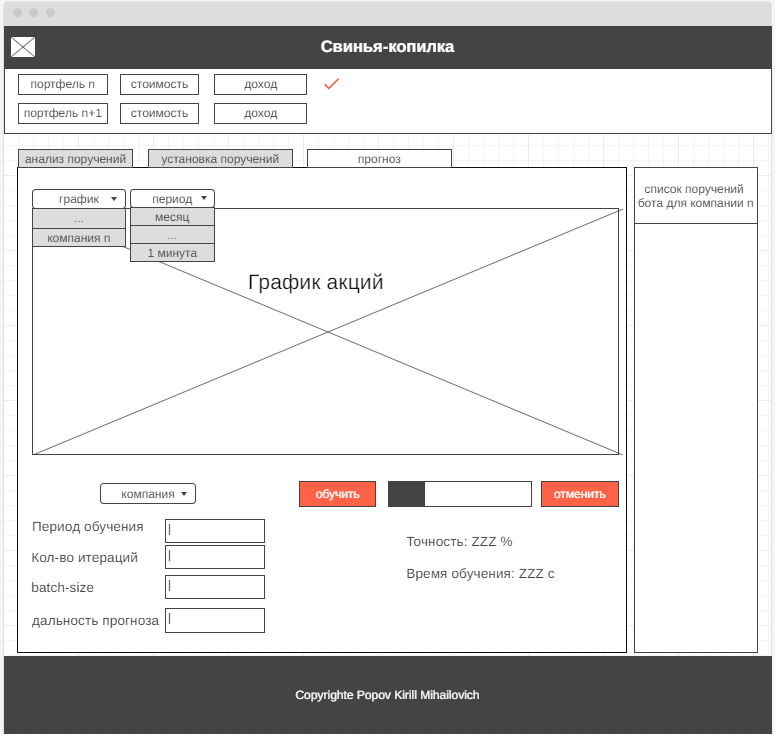 Свинья-копилка
портфель n стоимость доход
портфель n+1 стоимость доход
анализ поручений установка поручений прогноз
список поручений
бота для компании n
график период
... месяц
компания n ...
1 минута
График акций
компания обучить отменить
Период обучения
Кол-во итераций
batch-size
дальность прогноза
Точность: ZZZ %
Время обучения: ZZZ с
Copyrighte Popov Kirill Mihailovich